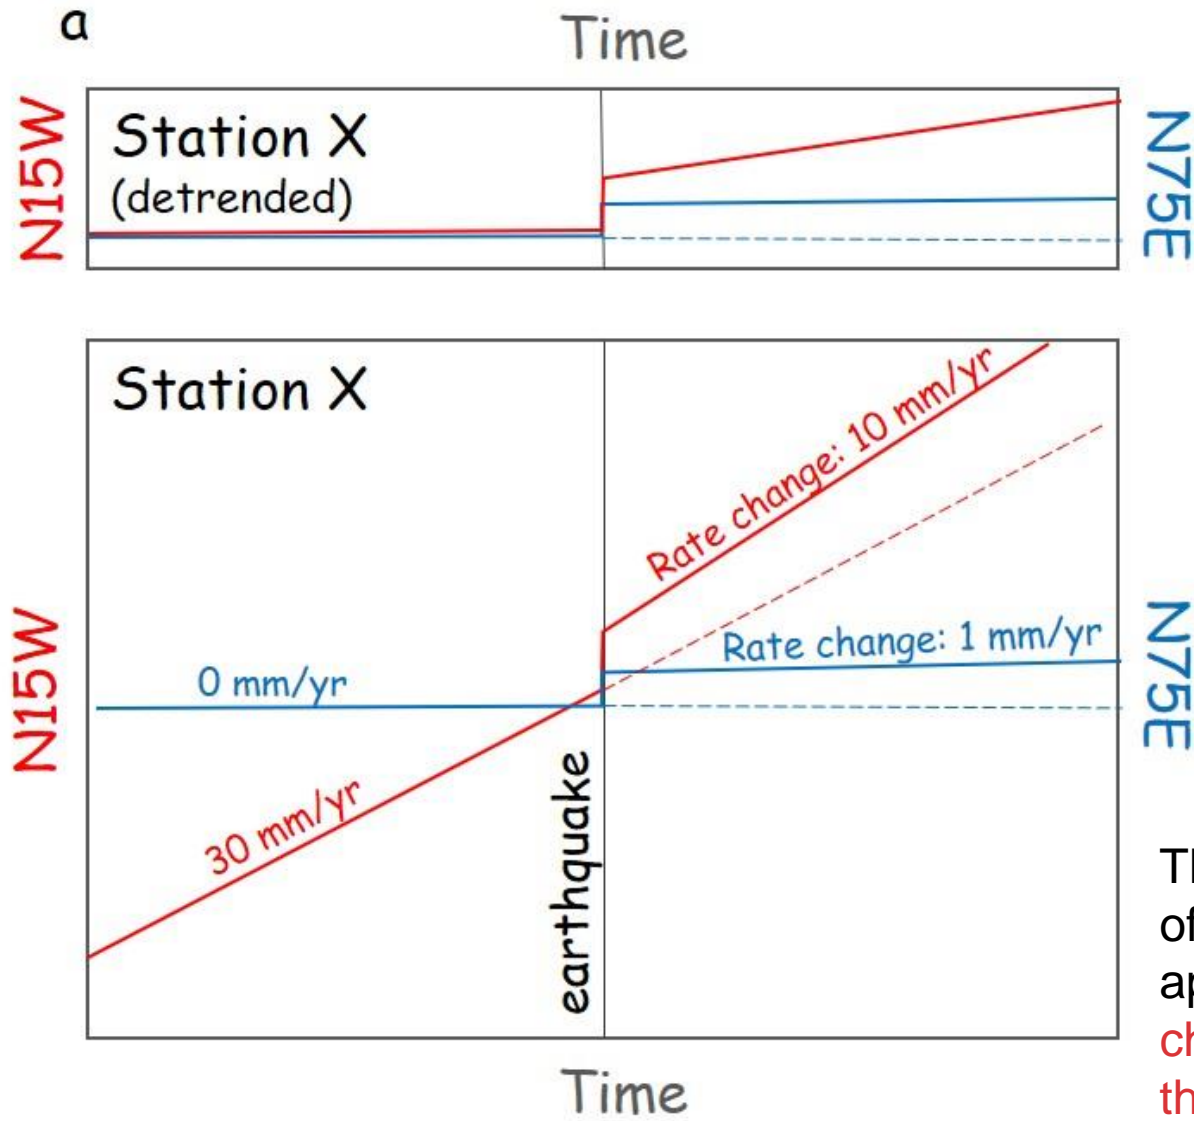 a
Time
N15W
Station X
(detrended)
N75E
Station X
Rate change: 10 mm/yr
Rate change: 1 mm/yr
0 mm/yr
N15W
N75E
30 mm/yr
earthquake
of
Time